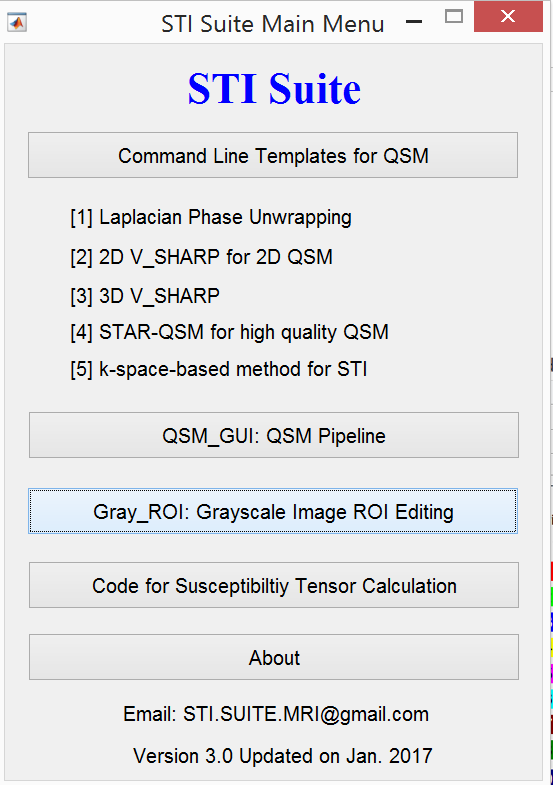 STI Suite Main Menu
STI Suite
Command Line Templates for QSM
[1] Laplacian Phase Unwrapping
[2] 2D V_SHARP for 2D QSM
[3] 3D V_SHARP
[4] STAR-QSM for high quality QSM
[5] k-space-based method for STI
QSM_GUI: QSM Pipeline
Gray_ROI: Grayscale Image ROI Editing
Code for Susceptibiltiy Tensor Calculation
About
Email: STI.SUITE.MRI@gmail.com
Version 3.0 Updated on Jan. 2017